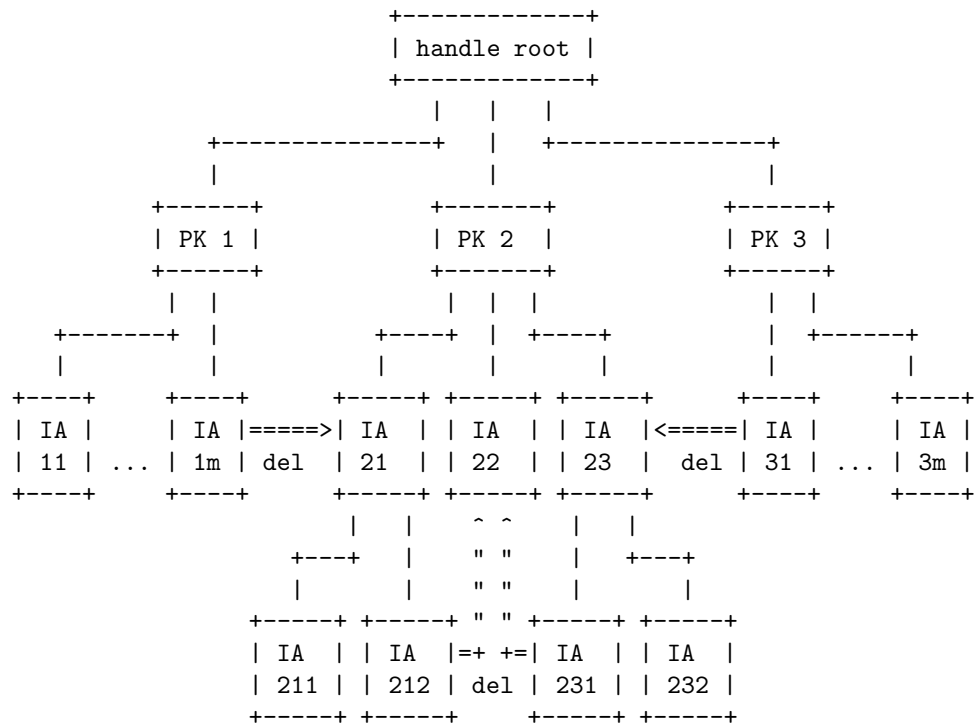 handle root
PK 1 PK 2 PK 3
IA IA IA IA IA IA IA
11 ... 1m del 21 22 23 del 31 ... 3m
IA IA IA IA
211 212 del 231 232